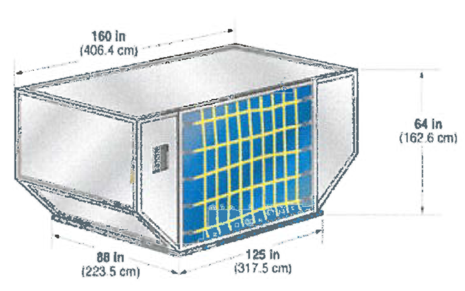 160 in
(406.4 cm)
64 in
(162.6 cm)
88 in
(223.5 cm)
125 in
(317.5 cm)